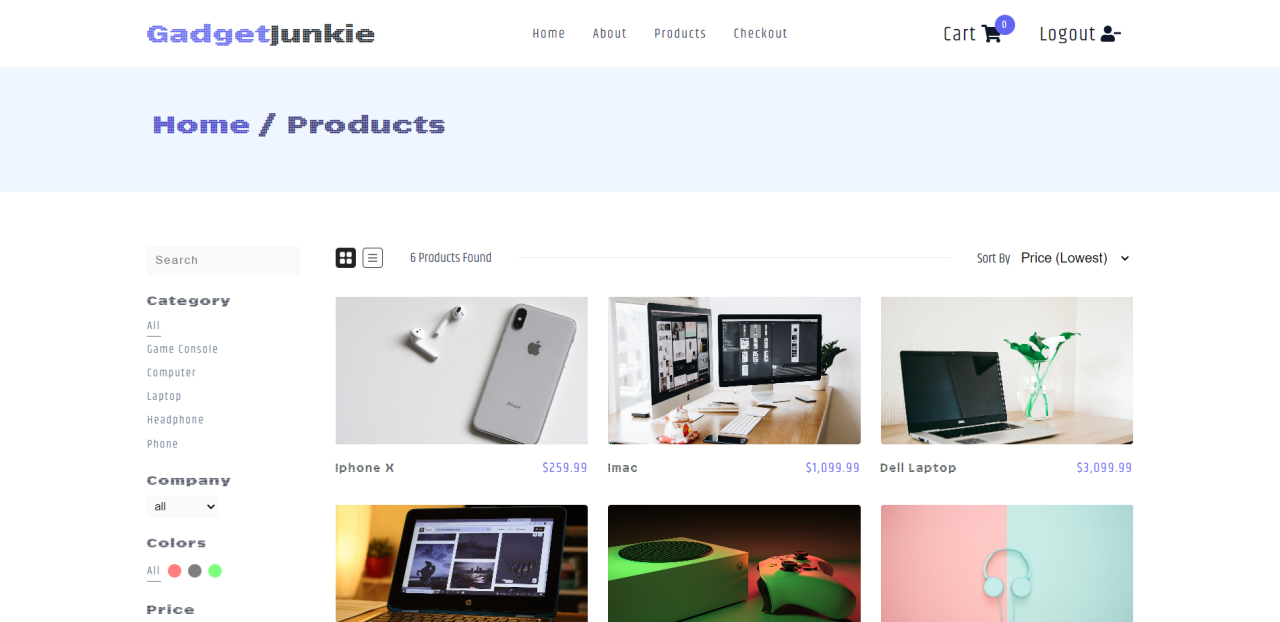 GadgetJunkie Home About Products Checkout Cart 0 Logout
Home / Products
Search
6 Products Found
Sort By Price (Lowest)
Category
All
Game Console
Computer
Laptop
Headphone
Phone
Company
all
Colors
All
Price
Iphone X $259.99
Imac $1,099.99
Dell Laptop $3,099.99